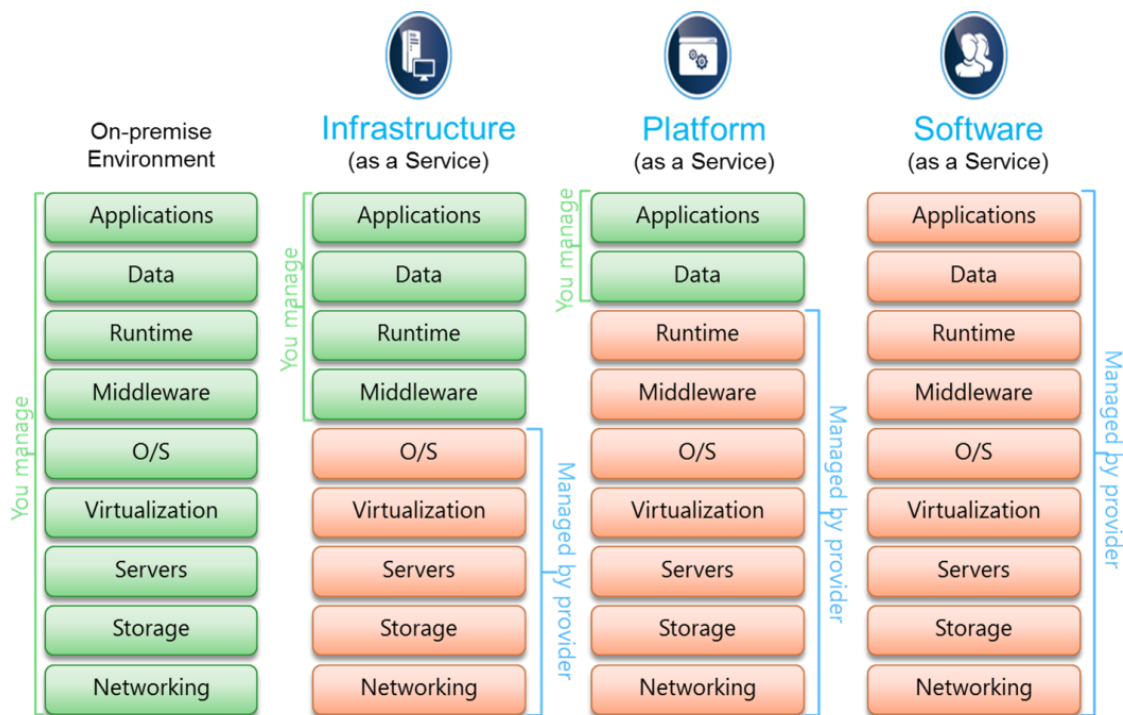 On-premise
Environment
You manage
Applications
Data
Runtime
Middleware
O/S
Virtualization
Servers
Storage
Networking
Infrastructure
(as a Service)
You manage
Applications
Data
Runtime
Middleware
O/S
Virtualization
Servers
Storage
Networking
Managed by provider
Platform
(as a Service)
You manage
Applications
Data
Runtime
Middleware
O/S
Virtualization
Servers
Storage
Networking
Managed by provider
Software
(as a Service)
Applications
Data
Runtime
Middleware
O/S
Virtualization
Servers
Storage
Networking
Managed by provider